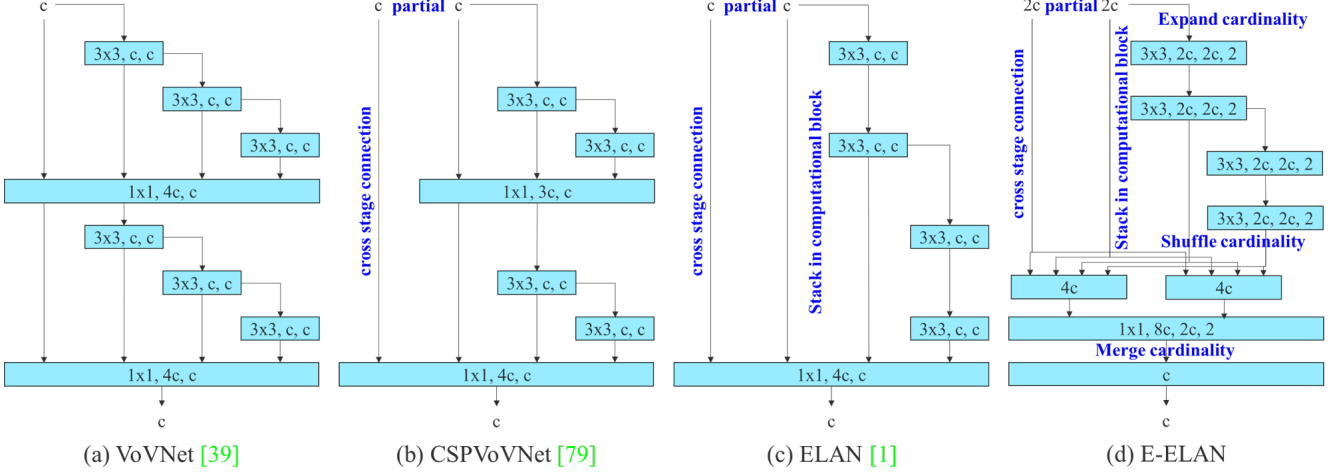 c
3x3, c, c
3x3, c, c
3x3, c, c
1x1, 4c, c
3x3, c, c
3x3, c, c
3x3, c, c
1x1, 4c, c
c
(a) VoVNet [39]
c partial c
cross stage connection
3x3, c, c
3x3, c, c
1x1, 3c, c
3x3, c, c
3x3, c, c
1x1, 4c, c
c
(b) CSPVoVNet [79]
c partial c
cross stage connection
Stack in computational block
3x3, c, c
3x3, c, c
3x3, c, c
3x3, c, c
1x1, 4c, c
c
(c) ELAN [1]
2c partial 2c
Expand cardinality
cross stage connection
Stack in computational block
3x3, 2c, 2c, 2
3x3, 2c, 2c, 2
3x3, 2c, 2c, 2
3x3, 2c, 2c, 2
Shuffle cardinality
4c 4c
1x1, 8c, 2c, 2
Merge cardinality
c
c
(d) E-ELAN